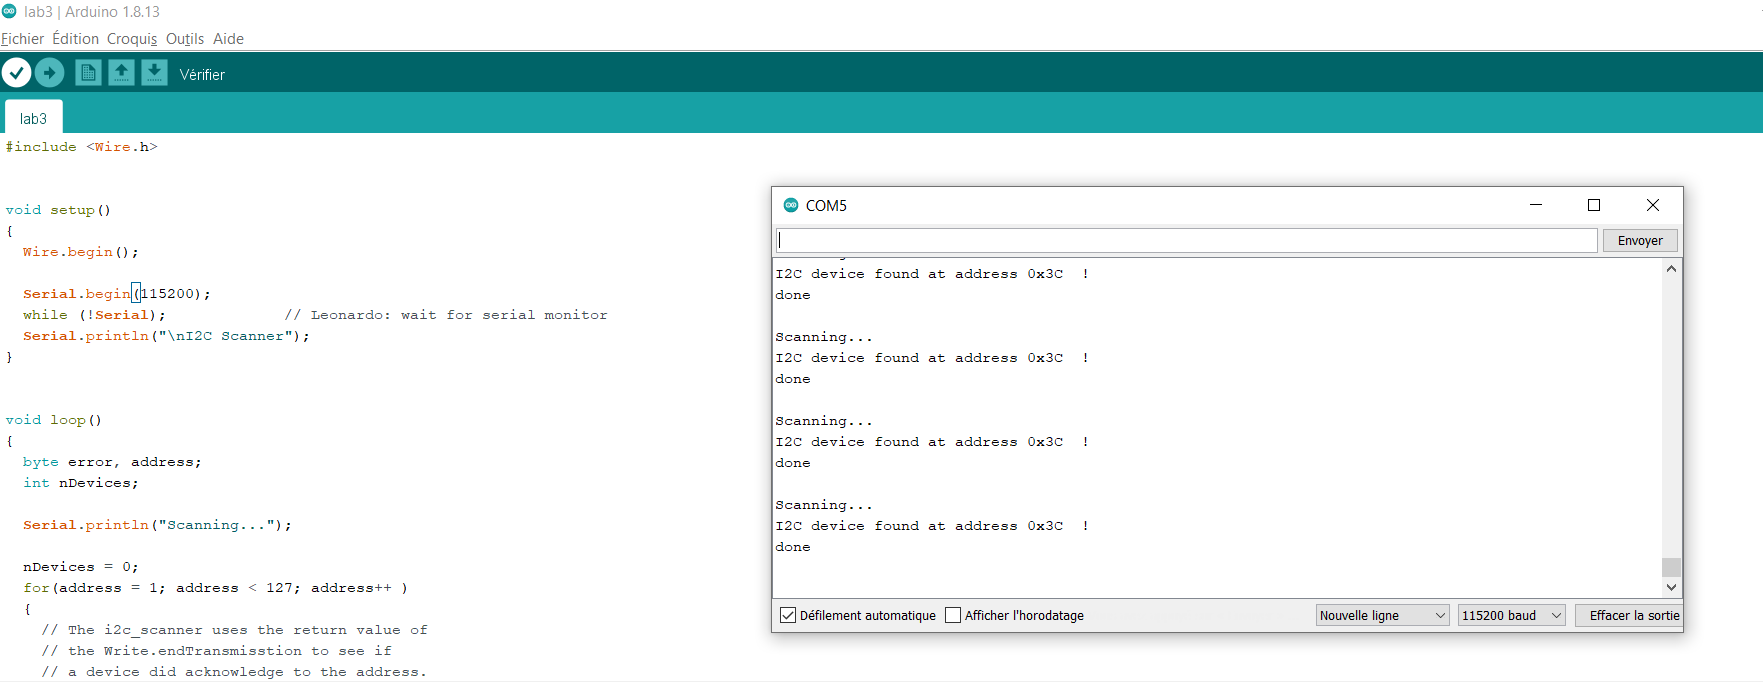 lab3 | Arduino 1.8.13
Fichier Édition Croquis Outils Aide
Vérifier
lab3
#include <Wire.h>
void setup()
{
Wire.begin();
Serial.begin(115200);
while (!Serial); // Leonardo: wait for serial monitor
Serial.println("\nI2C Scanner");
}
void loop()
{
byte error, address;
int nDevices;
Serial.println("Scanning...");
nDevices = 0;
for(address = 1; address < 127; address++ )
{
// The i2c_scanner uses the return value of
// the Write.endTransmisstion to see if
// a device did acknowledge to the address.
COM5
Envoyer
I2C device found at address 0x3C !
done
Scanning...
I2C device found at address 0x3C !
done
Scanning...
I2C device found at address 0x3C !
done
Scanning...
I2C device found at address 0x3C !
done
Défilement automatique Afficher l'horodatage Nouvelle ligne 115200 baud Effacer la sortie